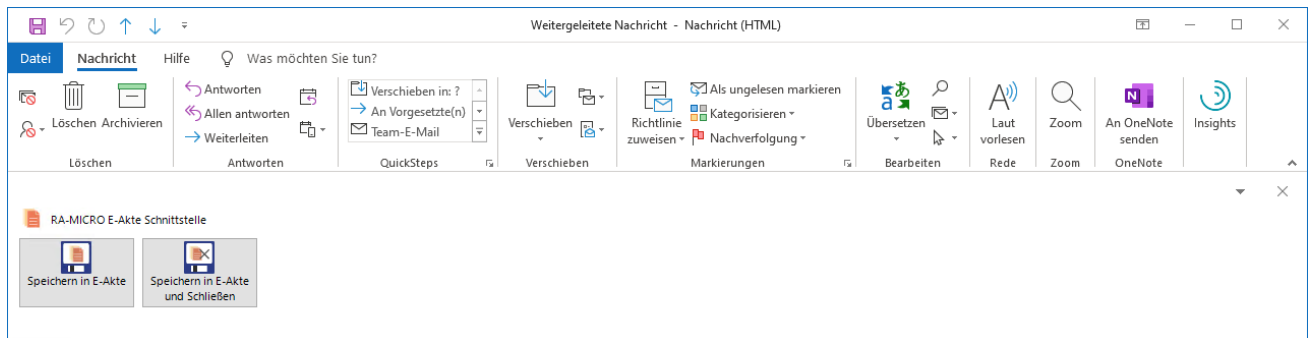 Weitergeleitete Nachricht - Nachricht (HTML)
Datei Nachricht Hilfe Was möchten Sie tun?
Löschen Archivieren
Antworten
Allen antworten
Weiterleiten
Verschieben in: ?
An Vorgesetzte(n)
Team-E-Mail
Verschieben
Richtlinie
zuweisen
Als ungelesen markieren
Kategorisieren
Nachverfolgung
Übersetzen
Laut
vorlesen
Zoom
An OneNote
senden
Insights
Löschen Antworten QuickSteps Verschieben Markierungen Bearbeiten Rede Zoom OneNote
RA-MICRO E-Akte Schnittstelle
Speichern in E-Akte
Speichern in E-Akte
und Schließen